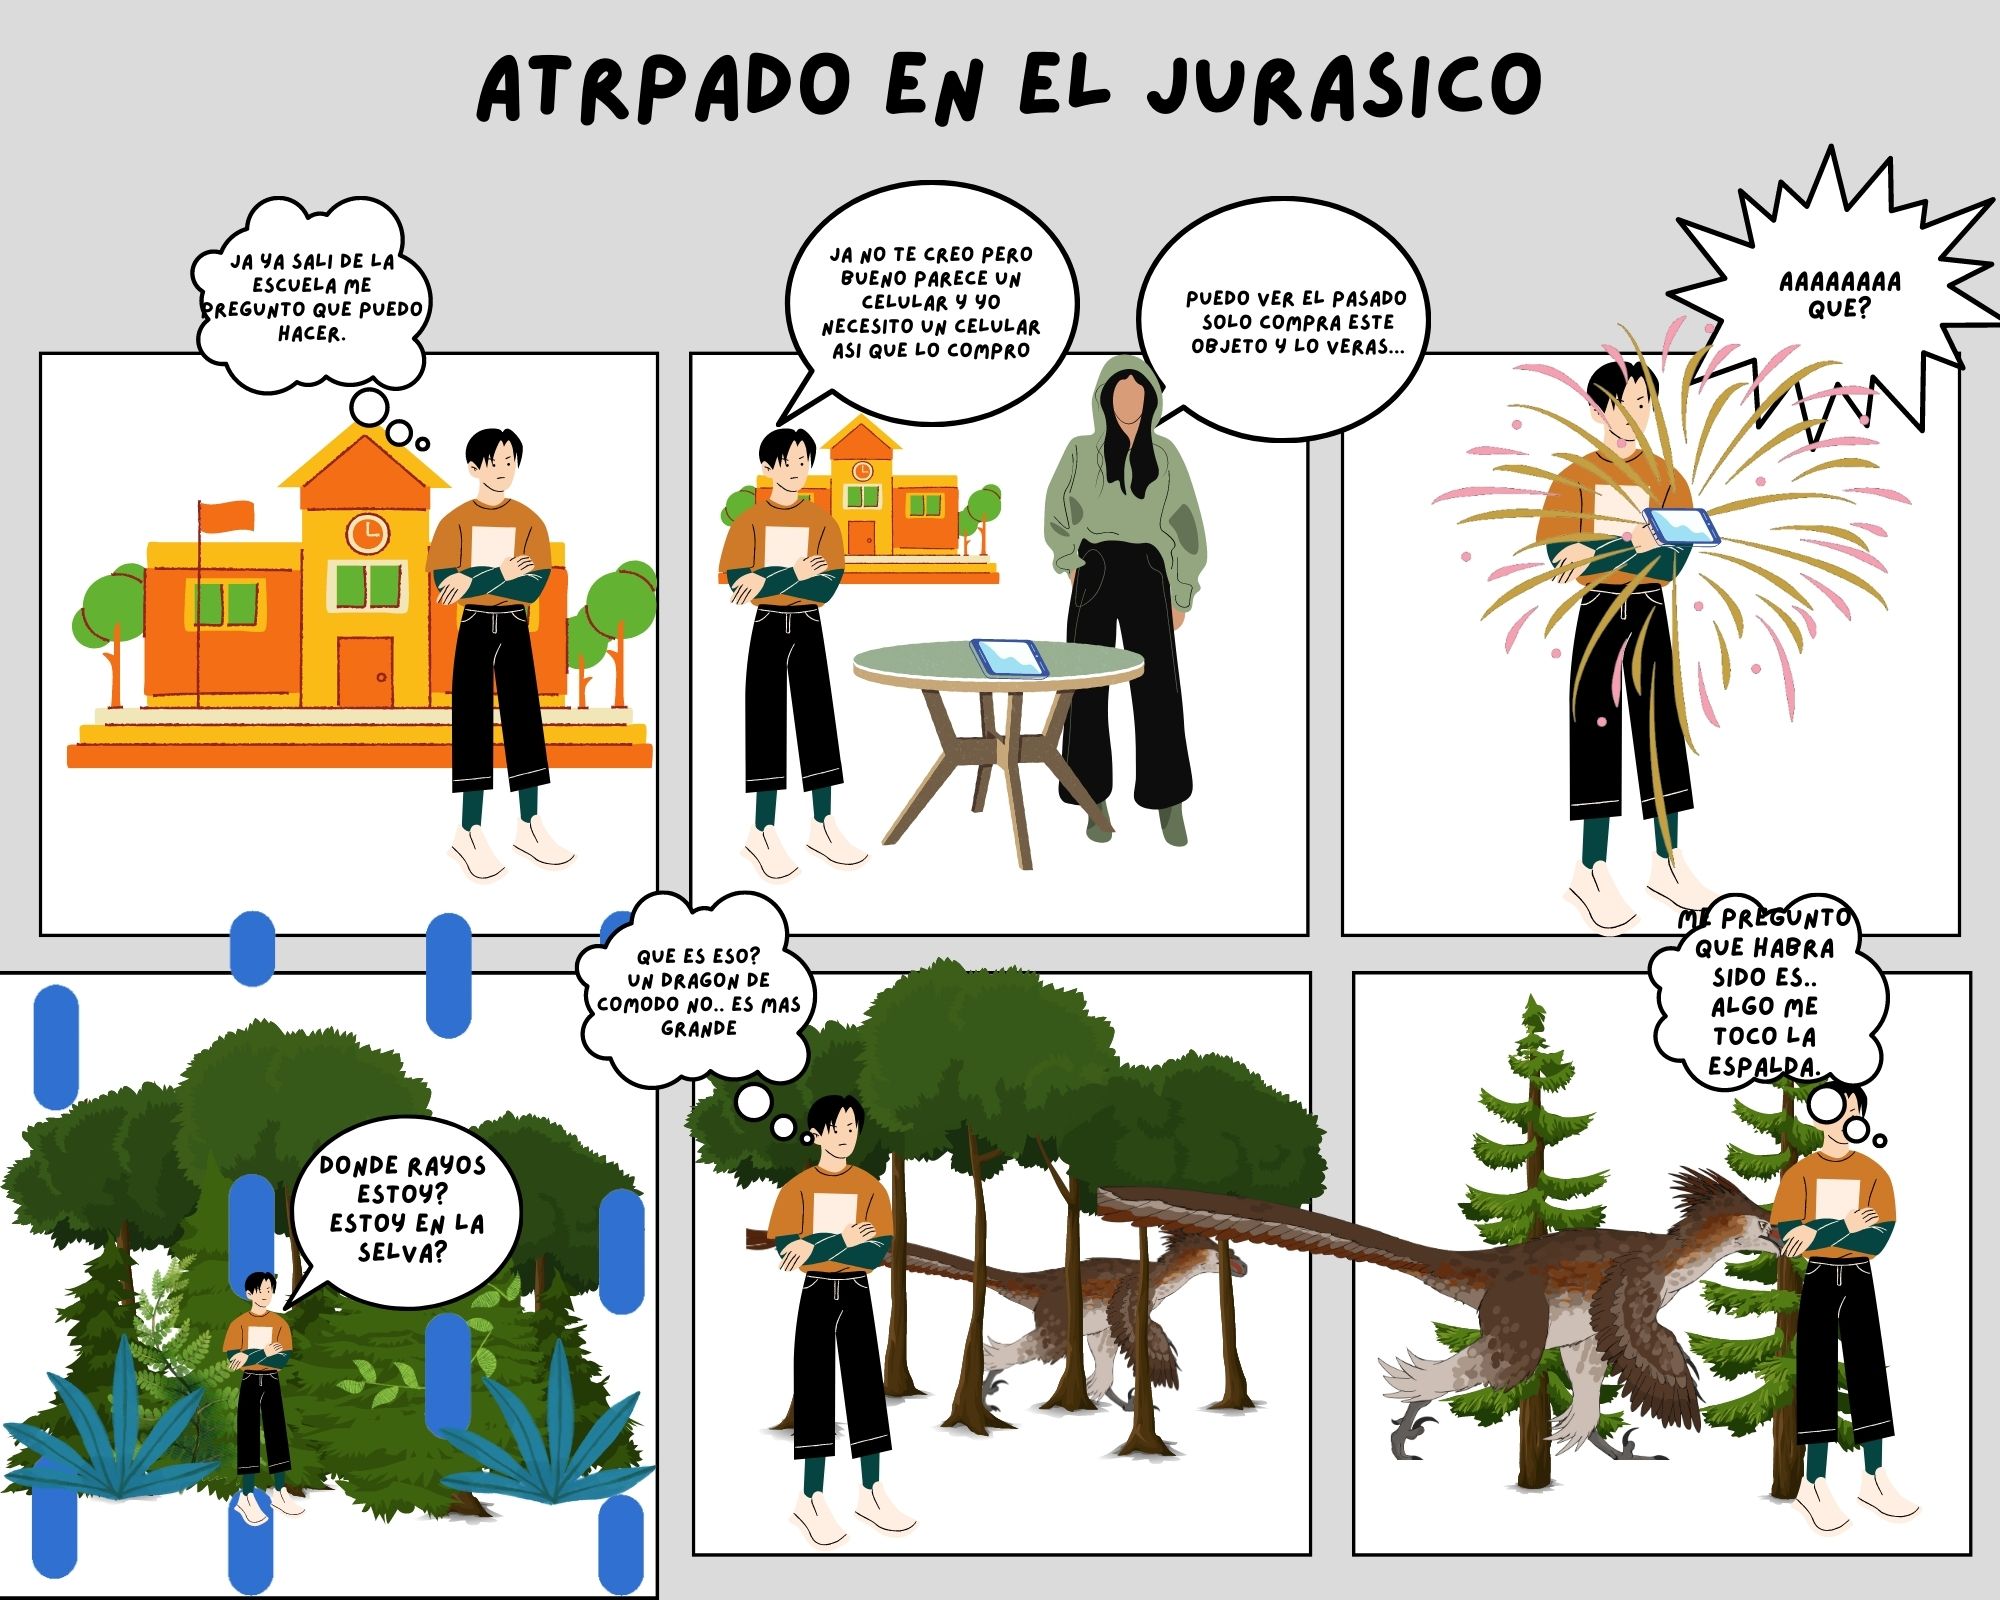 ATRPADO EN EL JURASICO
JA YA SALI DE LA
ESCUELA ME
PREGUNTO QUE PUEDO
HACER.
JA NO TE CREO PERO
BUENO PARECE UN
CELULAR Y YO
NECESITO UN CELULAR
ASI QUE LO COMPRO
PUEDO VER EL PASADO
SOLO COMPRA ESTE
OBJETO Y LO VERAS...
AAAAAAAA
QUE?
DONDE RAYOS
ESTOY?
ESTOY EN LA
SELVA?
QUE ES ESO?
UN DRAGON DE
COMODO NO.. ES MAS
GRANDE
ME PREGUNTO
QUE HABRA
SIDO ES..
ALGO ME
TOCO LA
ESPALDA.